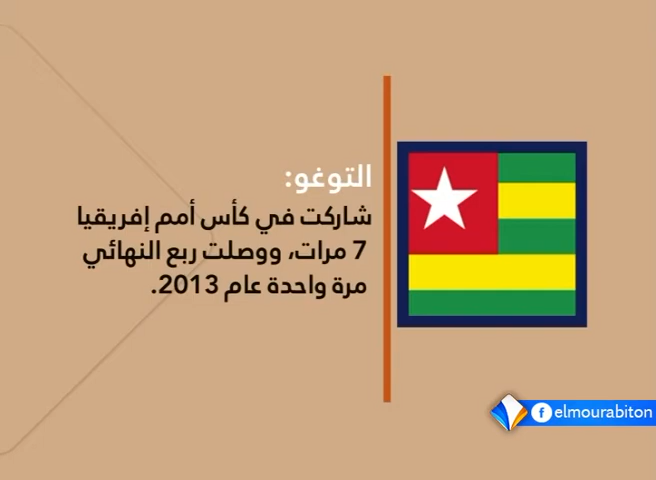 التوغو:
شاركت في كأس أمم إفريقيا
7 مرات، ووصلت ربع النهائي
مرة واحدة عام 2013.
elmourabiton